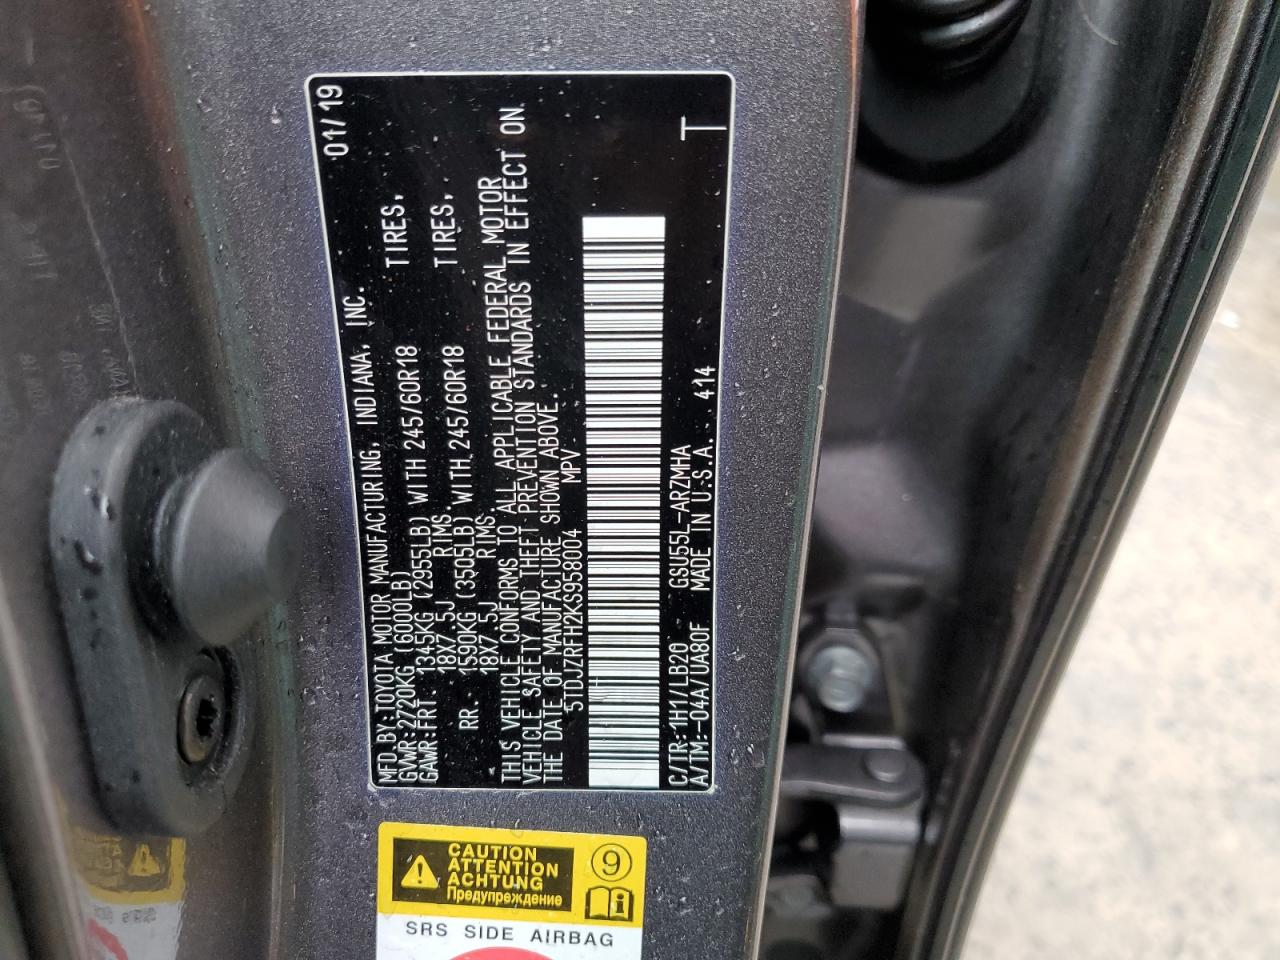 MFD.BY:TOYOTA MOTOR MANUFACTURING, INDIANA, INC. 01/19
GVWR:2720KG (6000LB)
GAWR:FRT. 1345KG (2955LB) WITH 245/60R18 TIRES,
18X7.5J RIMS,
RR. 1590KG (3505LB) WITH 245/60R18 TIRES,
18X7.5J RIMS.
THIS VEHICLE CONFORMS TO ALL APPLICABLE FEDERAL MOTOR
VEHICLE SAFETY AND THEFT PREVENTION STANDARDS IN EFFECT ON
THE DATE OF MANUFACTURE SHOWN ABOVE.
5TDJZRFH2KS958004 MPV
C/TR:1H1/LB20 GSU55L-ARZMHA
A/TM:-04A/UA80F MADE IN U.S.A. 414
T
CAUTION
ATTENTION
ACHTUNG
Предупреждение
9
i
SRS SIDE AIRBAG